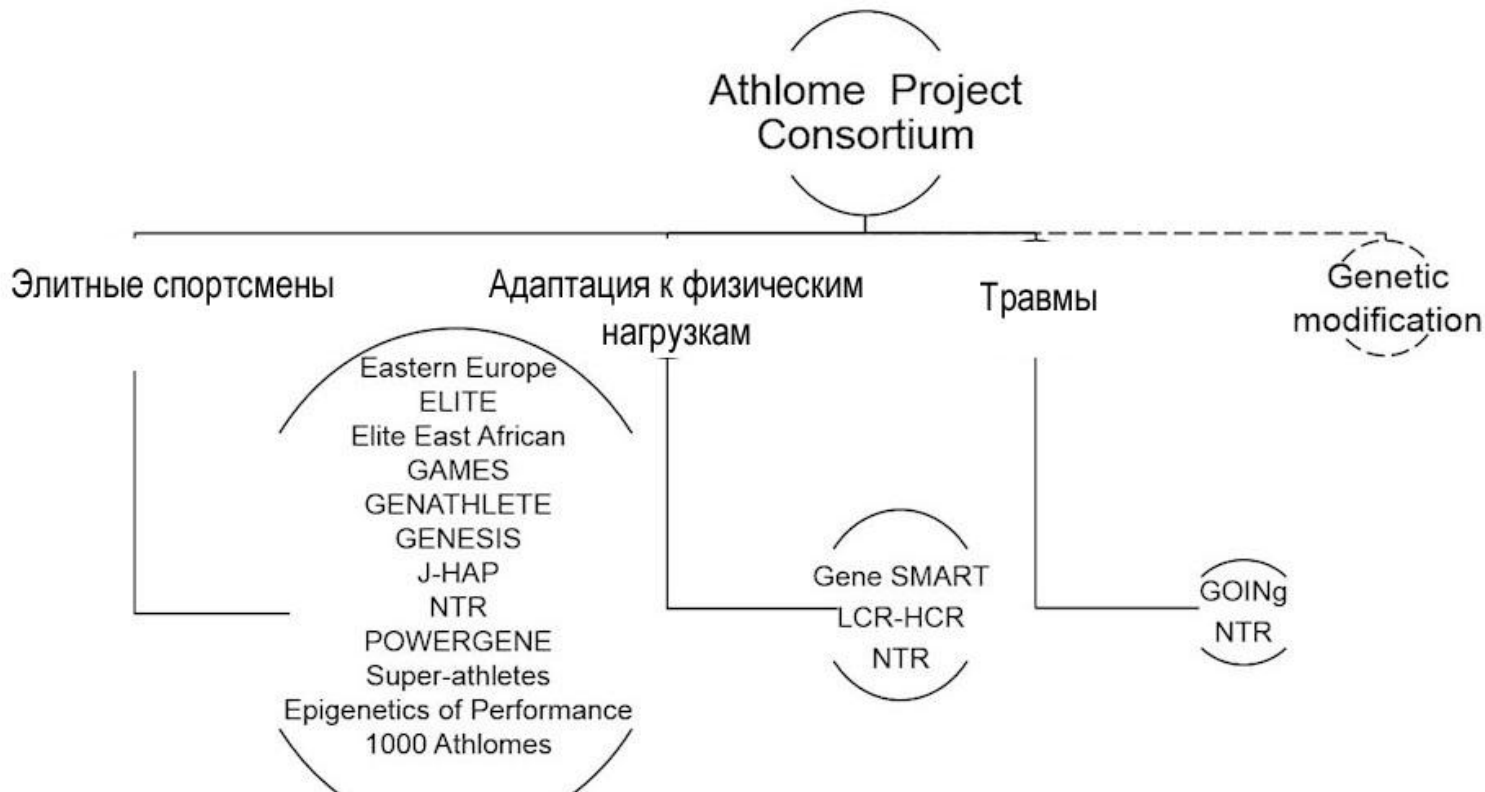 Athlome Project
Consortium
Элитные спортсмены
Адаптация к физическим
нагрузкам
Травмы
Genetic
modification
Eastern Europe
ELITE
Elite East African
GAMES
GENATHLETE
GENESIS
J-HAP
NTR
POWERGENE
Super-athletes
Epigenetics of Performance
1000 Athlomes
Gene SMART
LCR-HCR
NTR
GOINg
NTR